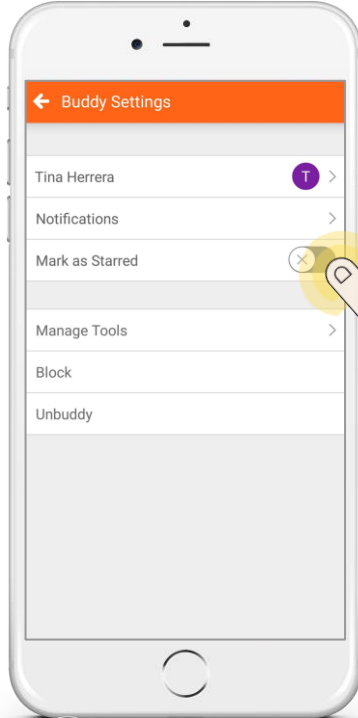 Buddy Settings
Tina Herrera T
Notifications
Mark as Starred
Manage Tools
Block
Unbuddy